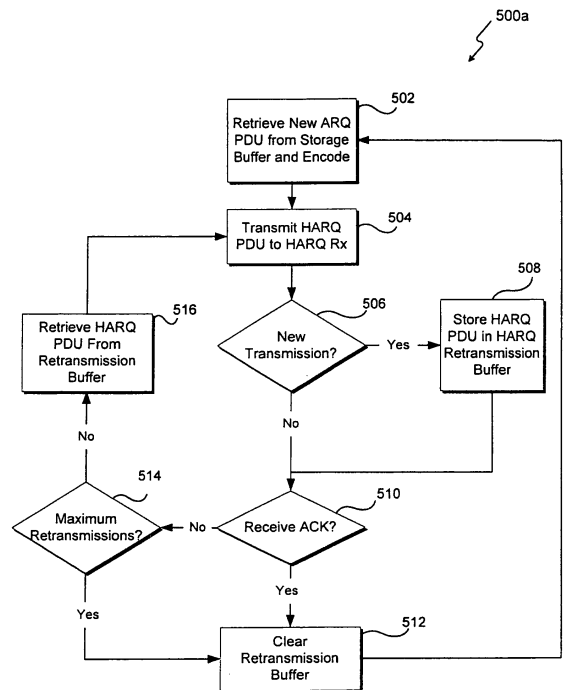 500a
502
Retrieve New ARQ
PDU from Storage
Buffer and Encode
504
Transmit HARQ
PDU to HARQ Rx
506
New
Transmission?
Yes
508
Store HARQ
PDU in HARQ
Retransmission
Buffer
516
Retrieve HARQ
PDU From
Retransmission
Buffer
No
No
514
Maximum
Retransmissions?
No
510
Receive ACK?
Yes
Yes
512
Clear
Retransmission
Buffer